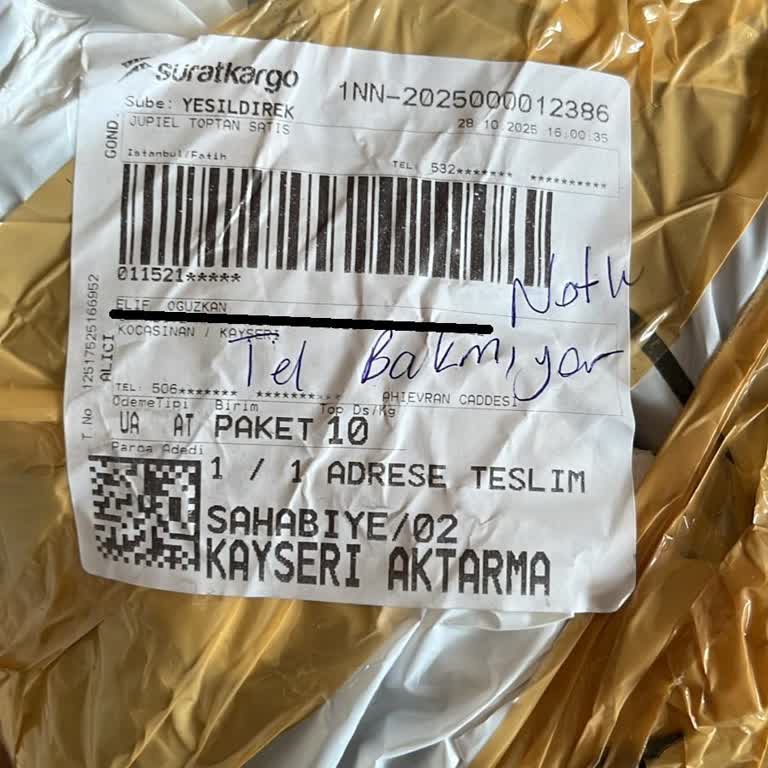 suratkargo
1NN-2025000012386
Sube: YESILDIREK
28 10.2025 16:00:35
JUPIEL TOPTAN SATIS
GOND.
Istanbul/Fatih
TEL: 532******* **********
011521*****
ELIF OGUZKAN
Notlu
KOCASINAN / KAYSERI
Tel Bakmıyor
ALICI
T.No 12517525166952
TEL: 506******* **********
AHIEVRAN CADDESI
OdemeTipi Birim Top Ds/Kg
UA AT PAKET 10
Parca Adedi
1 / 1 ADRESE TESLIM
SAHABIYE/02
KAYSERI AKTARMA